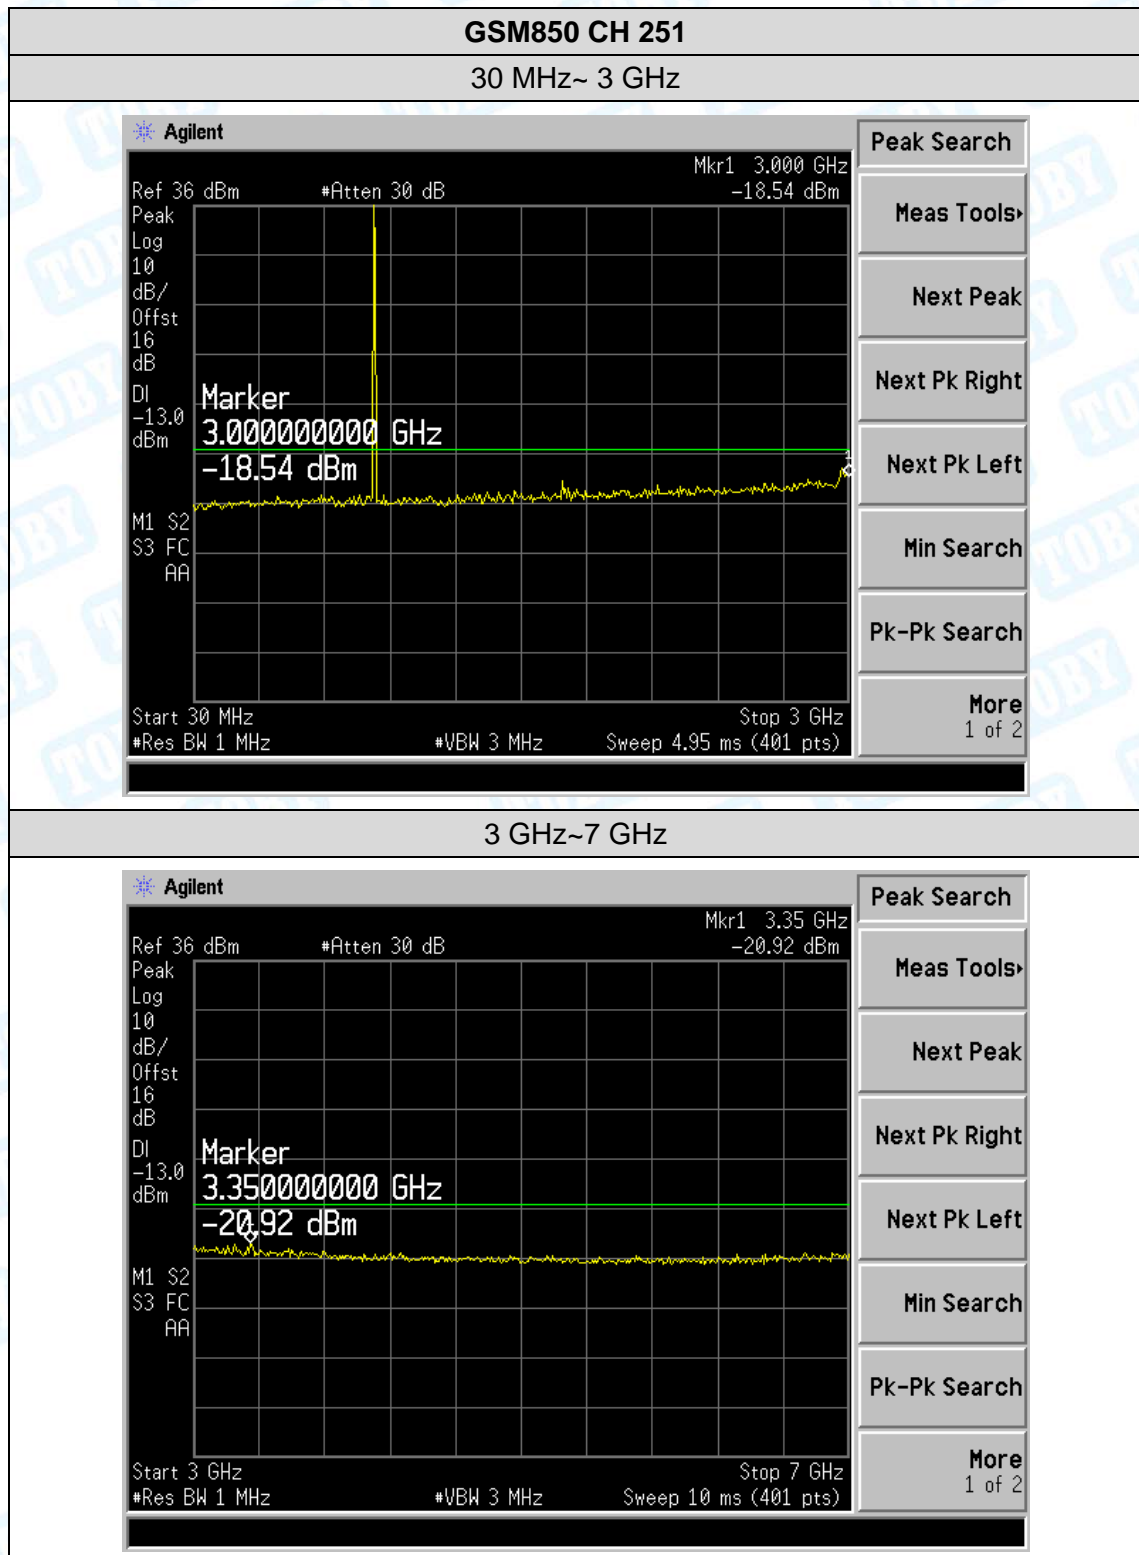 GSM850 CH 251
30 MHz~ 3 GHz
Agilent
Peak Search
Mkr1 3.000 GHz
Ref 36 dBm #Atten 30 dB -18.54 dBm
Peak
Log
10
dB/
Offst
16
dB
DI
-13.0
dBm
Marker
3.000000000 GHz
-18.54 dBm
1
M1 S2
S3 FC
AA
Start 30 MHz Stop 3 GHz
#Res BW 1 MHz #VBW 3 MHz Sweep 4.95 ms (401 pts)
Meas Tools
Next Peak
Next Pk Right
Next Pk Left
Min Search
Pk-Pk Search
More
1 of 2
3 GHz~7 GHz
Agilent
Peak Search
Mkr1 3.35 GHz
Ref 36 dBm #Atten 30 dB -20.92 dBm
Peak
Log
10
dB/
Offst
16
dB
DI
-13.0
dBm
Marker
3.350000000 GHz
-20.92 dBm
1
M1 S2
S3 FC
AA
Start 3 GHz Stop 7 GHz
#Res BW 1 MHz #VBW 3 MHz Sweep 10 ms (401 pts)
Meas Tools
Next Peak
Next Pk Right
Next Pk Left
Min Search
Pk-Pk Search
More
1 of 2
TOBY